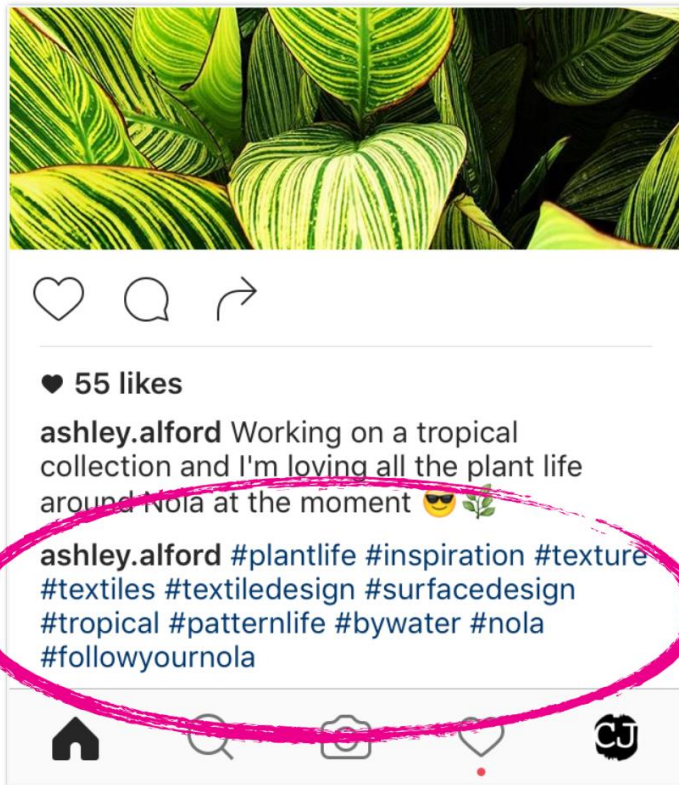 55 likes
ashley.alford Working on a tropical
collection and I'm loving all the plant life
around Nola at the moment 😎🌿
ashley.alford #plantlife #inspiration #texture
#textiles #textiledesign #surfacedesign
#tropical #patternlife #bywater #nola
#followyournola
CJ